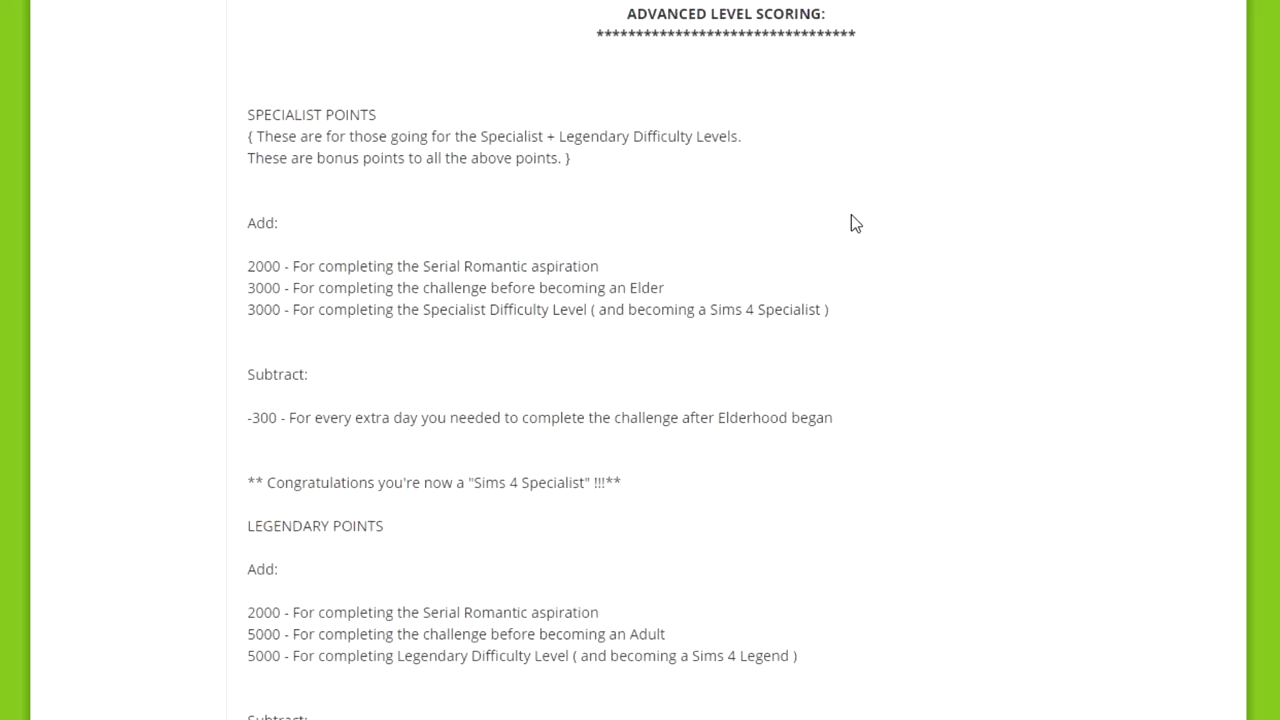 ADVANCED LEVEL SCORING:
*********************************
SPECIALIST POINTS
{ These are for those going for the Specialist + Legendary Difficulty Levels.
These are bonus points to all the above points. }
Add:
2000 - For completing the Serial Romantic aspiration
3000 - For completing the challenge before becoming an Elder
3000 - For completing the Specialist Difficulty Level ( and becoming a Sims 4 Specialist )
Subtract:
-300 - For every extra day you needed to complete the challenge after Elderhood began
** Congratulations you're now a "Sims 4 Specialist" !!!**
LEGENDARY POINTS
Add:
2000 - For completing the Serial Romantic aspiration
5000 - For completing the challenge before becoming an Adult
5000 - For completing Legendary Difficulty Level ( and becoming a Sims 4 Legend )
Subtract: